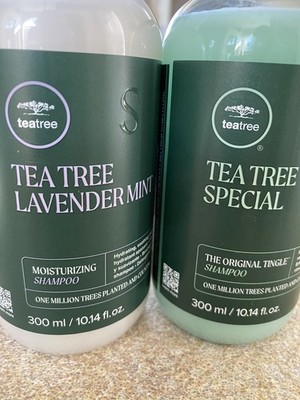 teatree
S
TEA TREE
LAVENDER MINT
MOISTURIZING
SHAMPOO
ONE MILLION TREES PLANTED AND
300 ml / 10.14 fl. oz.
teatree
®
TEA TREE
SPECIAL
THE ORIGINAL TINGLE™
SHAMPOO
ONE MILLION TREES PLANTED AND
300 ml / 10.14 fl. oz.